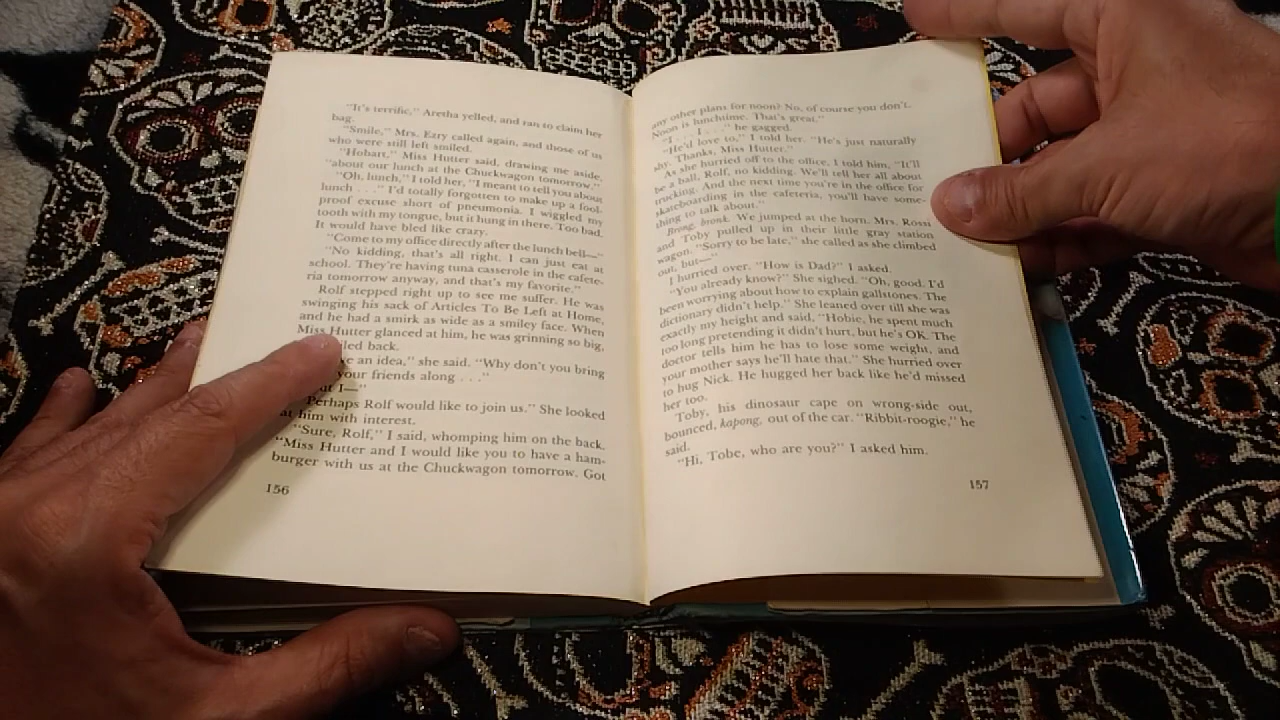 "It's terrific," Aretha yelled, and ran to claim her
bag.
"Smile," Mrs. Ezry called again, and those of us
who were still left smiled.
"Hobart," Miss Hutter said, drawing me aside,
"about our lunch at the Chuckwagon tomorrow."
"Oh, lunch," I told her, "I meant to tell you about
lunch . . ." I'd totally forgotten to make up a fool-
proof excuse short of pneumonia. I wiggled my
tooth with my tongue, but it hung in there. Too bad.
It would have bled like crazy.
"Come to my office directly after the lunch bell—"
"No kidding, that's all right. I can just eat at
school. They're having tuna casserole in the cafete-
ria tomorrow anyway, and that's my favorite."
Rolf stepped right up to see me suffer. He was
swinging his sack of Articles To Be Left at Home,
and he had a smirk as wide as a smiley face. When
Miss Hutter glanced at him, he was grinning so big,
back.
an idea," she said. "Why don't you bring
your friends along . . ."
I—"
"Perhaps Rolf would like to join us." She looked
at him with interest.
"Sure, Rolf," I said, whomping him on the back.
"Miss Hutter and I would like you to have a ham-
burger with us at the Chuckwagon tomorrow. Got
156
any other plans for noon? No, of course you don't.
Noon is lunchtime. That's great."
"I . . . I . . ." he gagged.
"He'd love to," I told her. "He's just naturally
shy. Thanks, Miss Hutter."
As she hurried off to the office, I told him, "It'll
be a ball, Rolf, no kidding. We'll tell her all about
trucking. And the next time you're in the office for
skateboarding in the cafeteria, you'll have some-
thing to talk about."
Brong, bronk. We jumped at the horn. Mrs. Rossi
and Toby pulled up in their little gray station
wagon. "Sorry to be late," she called as she climbed
out, but—"
I hurried over. "How is Dad?" I asked.
"You already know?" She sighed. "Oh, good. I'd
been worrying about how to explain gallstones. The
dictionary didn't help." She leaned over till she was
exactly my height and said, "Hobie, he spent much
too long pretending it didn't hurt, but he's OK. The
doctor tells him he has to lose some weight, and
your mother says he'll hate that." She hurried over
to hug Nick. He hugged her back like he'd missed
her too.
Toby, his dinosaur cape on wrong-side out,
bounced, kapong, out of the car. "Ribbit-roogie," he
said.
"Hi, Tobe, who are you?" I asked him.
157